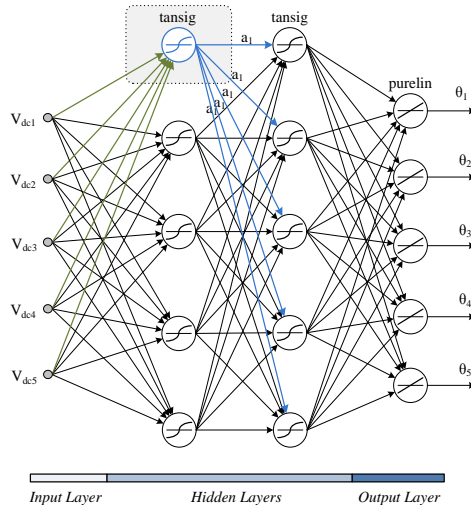 tansig
tansig
a1
a1
a1
a1
a1
purelin
Vdc1
Vdc2
Vdc3
Vdc4
Vdc5
θ1
θ2
θ3
θ4
θ5
Input Layer
Hidden Layers
Output Layer